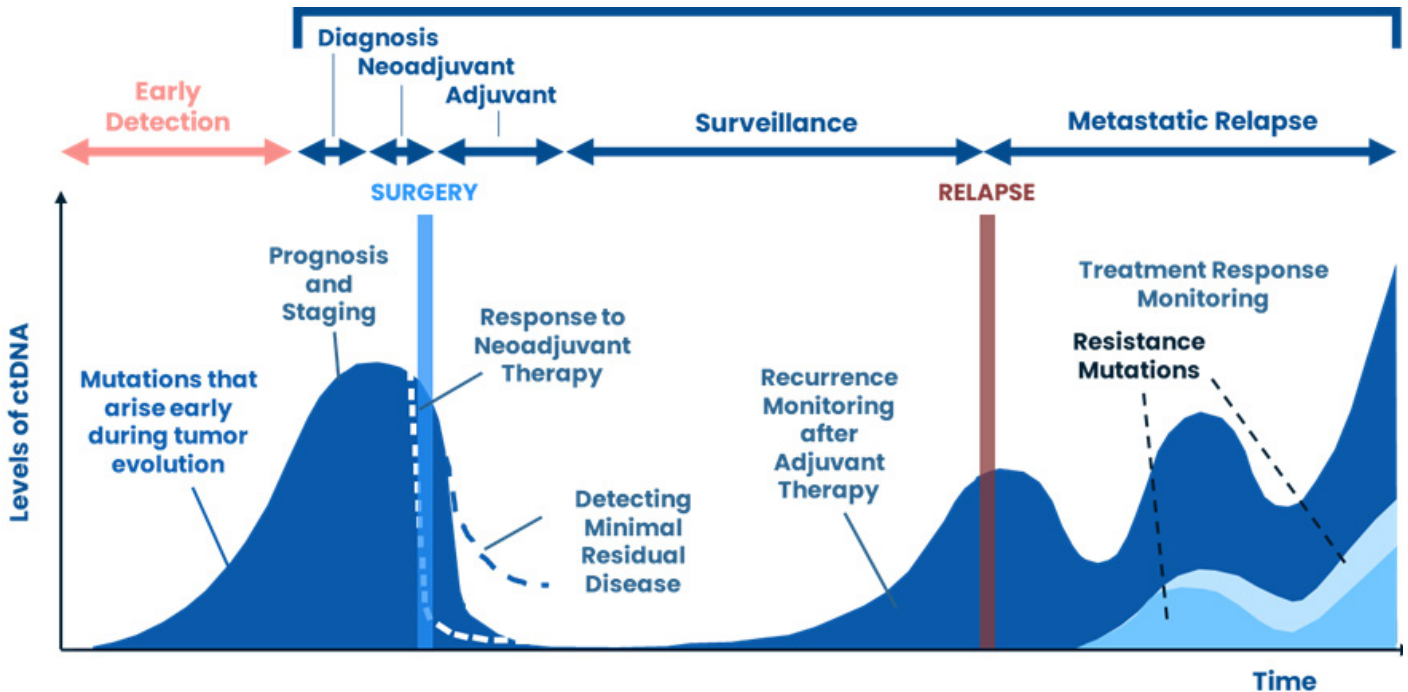 Diagnosis
Neoadjuvant
Adjuvant
Early
Detection
Surveillance
Metastatic Relapse
SURGERY
RELAPSE
Prognosis
and
Staging
Response to
Neoadjuvant
Therapy
Treatment Response
Monitoring
Resistance
Mutations
Mutations that
arise early
during tumor
evolution
Recurrence
Monitoring
after
Adjuvant
Therapy
Detecting
Minimal
Residual
Disease
Levels of ctDNA
Time